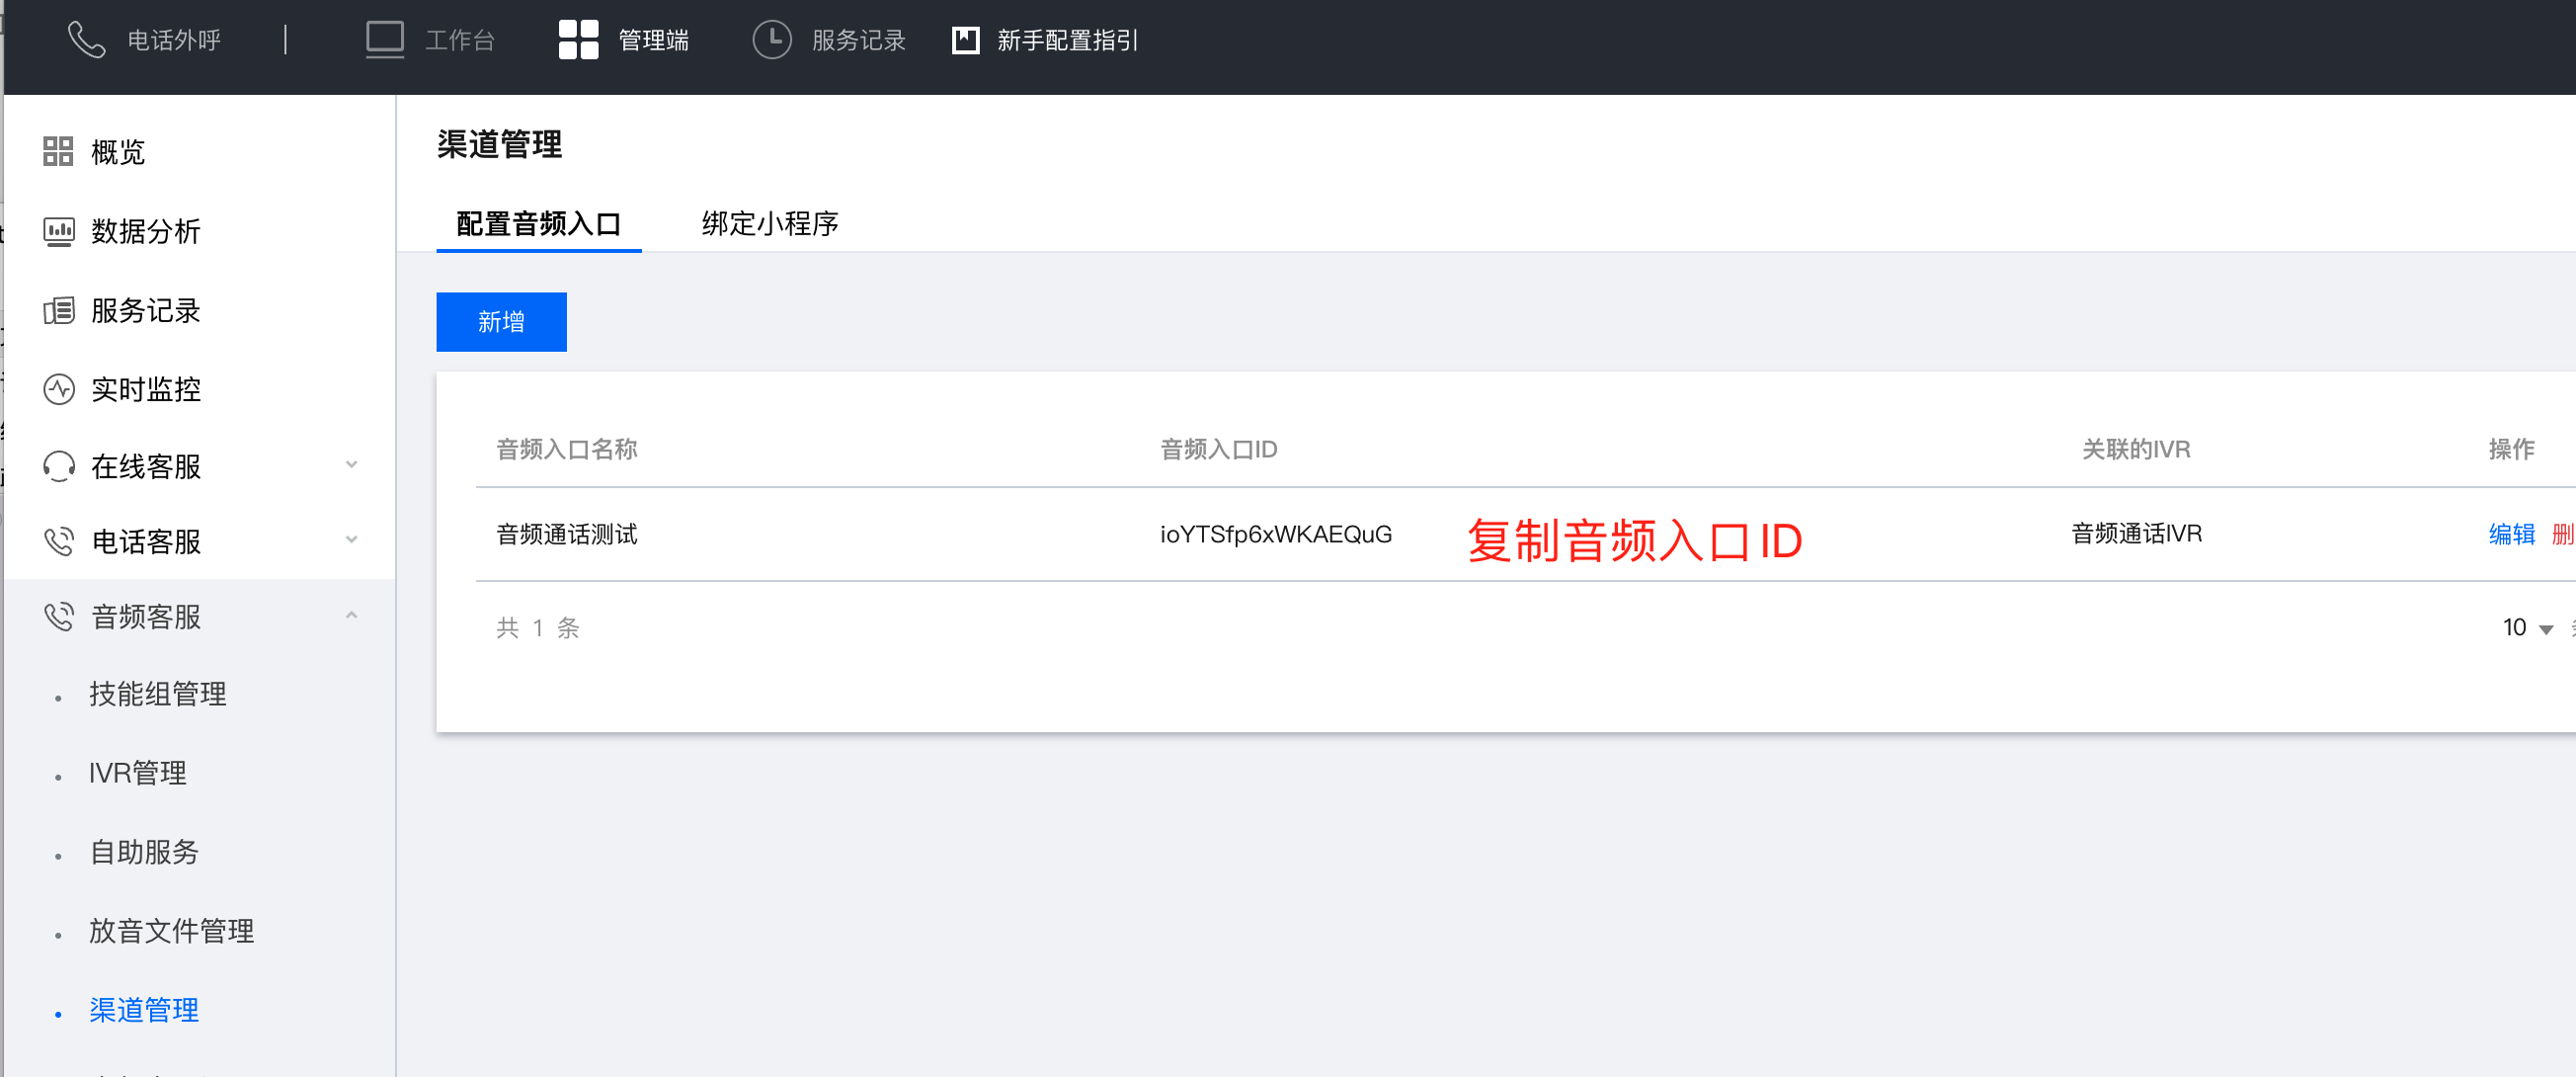 电话外呼 | 工作台 管理端 服务记录 新手配置指引
概览
数据分析
服务记录
实时监控
在线客服
电话客服
音频客服
技能组管理
IVR管理
自助服务
放音文件管理
渠道管理
渠道管理
配置音频入口 绑定小程序
新增
音频入口名称 音频入口ID 关联的IVR 操作
音频通话测试 ioYTSfp6xWKAEQuG 复制音频入口ID 音频通话IVR 编辑 删
共 1 条 10